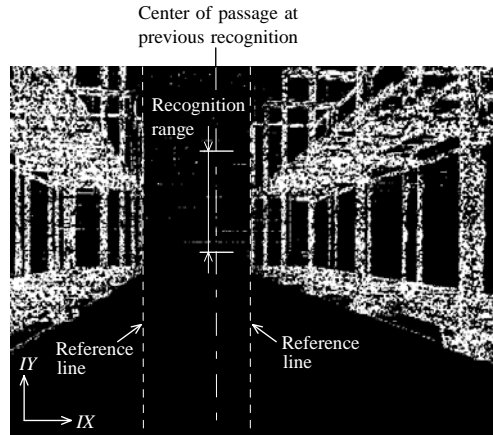 Center of passage at
previous recognition
Recognition
range
Reference
line
Reference
line
IY
IX